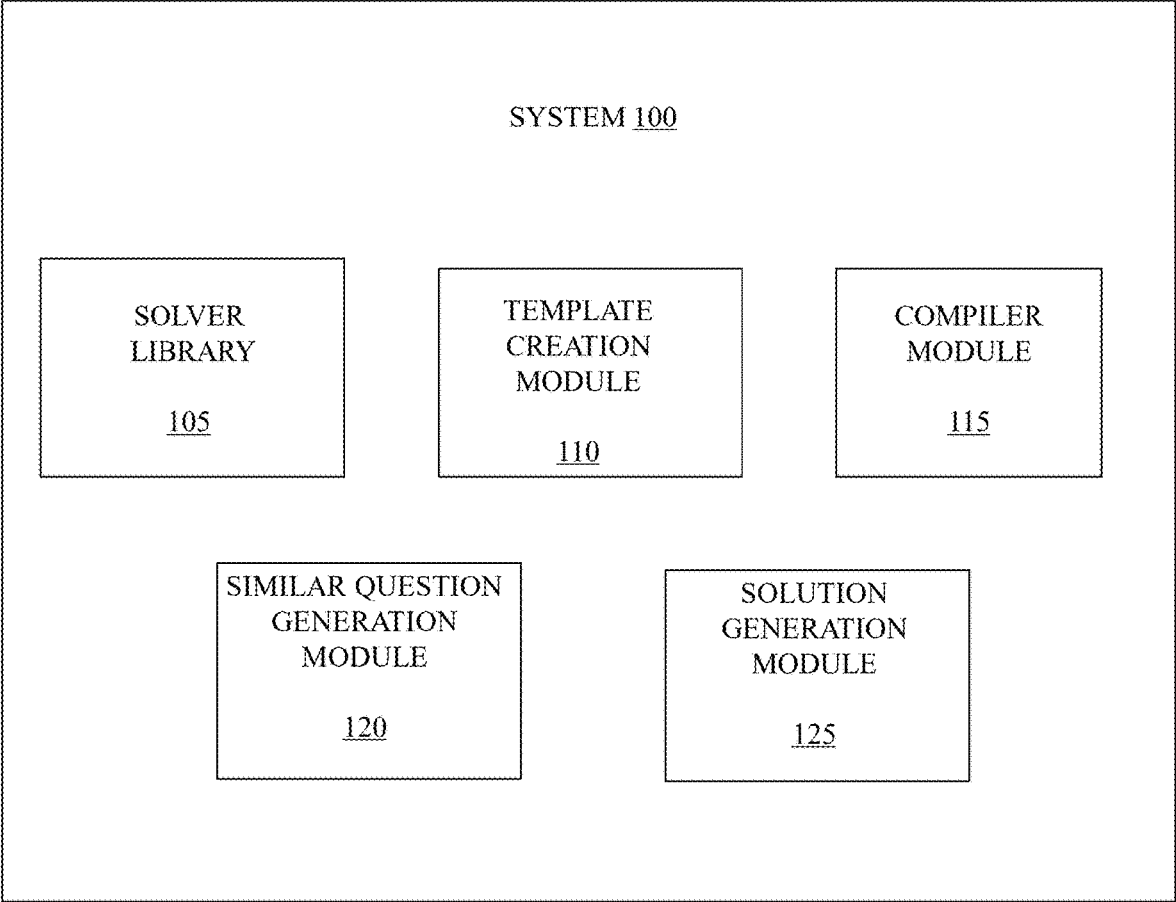 SYSTEM 100
SOLVER
LIBRARY
105
TEMPLATE
CREATION
MODULE
110
COMPILER
MODULE
115
SIMILAR QUESTION
GENERATION
MODULE
120
SOLUTION
GENERATION
MODULE
125